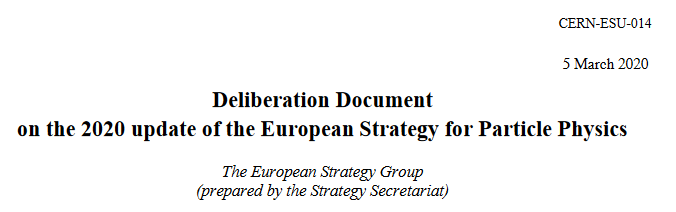 CERN-ESU-014
5 March 2020
Deliberation Document
on the 2020 update of the European Strategy for Particle Physics
The European Strategy Group
(prepared by the Strategy Secretariat)